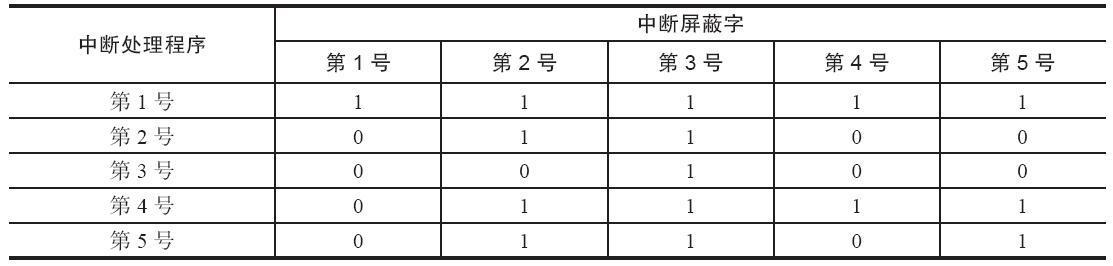 中断处理程序 中断屏蔽字
第 1 号 第 2 号 第 3 号 第 4 号 第 5 号
第 1 号 1 1 1 1 1
第 2 号 0 1 1 0 0
第 3 号 0 0 1 0 0
第 4 号 0 1 1 1 1
第 5 号 0 1 1 0 1